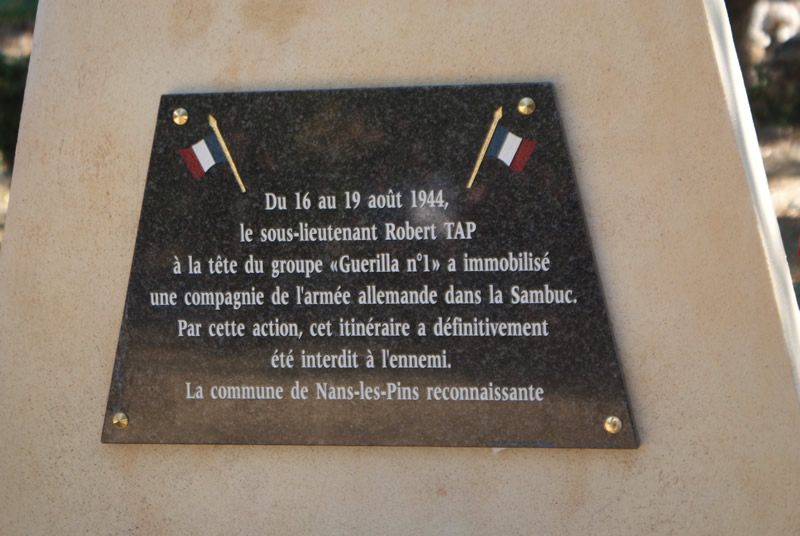 Du 16 au 19 août 1944,
le sous-lieutenant Robert TAP
à la tête du groupe «Guerilla n°1» a immobilisé
une compagnie de l'armée allemande dans la Sambuc.
Par cette action, cet itinéraire a définitivement
été interdit à l'ennemi.
La commune de Nans-les-Pins reconnaissante